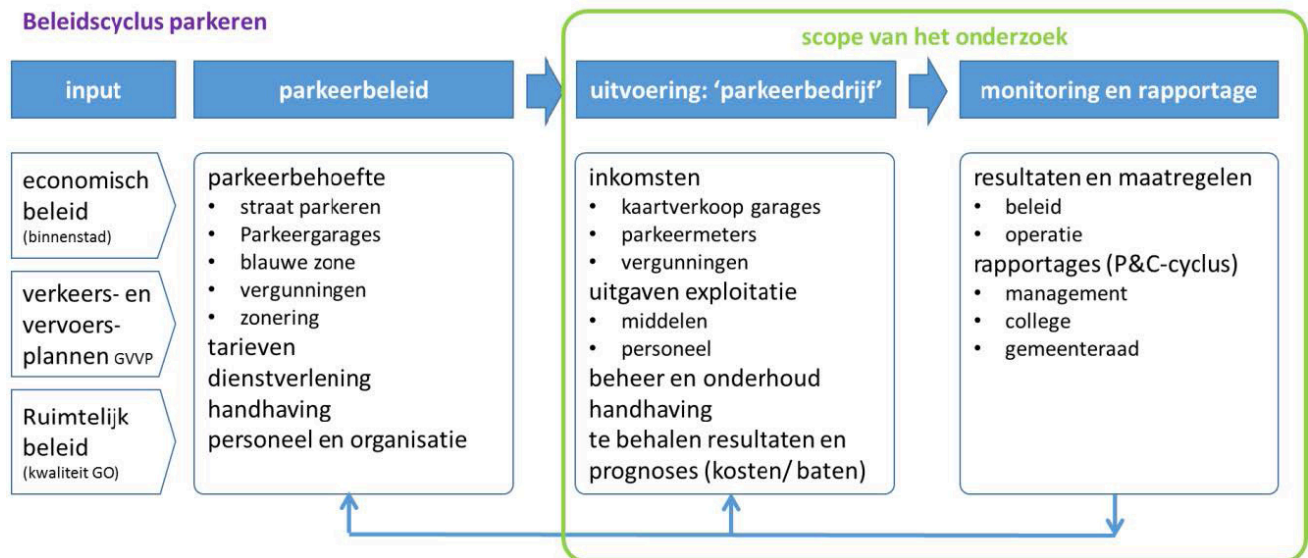 Beleidscyclus parkeren
scope van het onderzoek
input
parkeerbeleid
uitvoering: ‘parkeerbedrijf’
monitoring en rapportage
economisch
beleid
(binnenstad)
verkeers- en
vervoers-
plannen GVVP
Ruimtelijk
beleid
(kwaliteit GO)
parkeerbehoefte
• straat parkeren
• Parkeergarages
• blauwe zone
• vergunningen
• zonering
tarieven
dienstverlening
handhaving
personeel en organisatie
inkomsten
• kaartverkoop garages
• parkeermeters
• vergunningen
uitgaven exploitatie
• middelen
• personeel
beheer en onderhoud
handhaving
te behalen resultaten en
prognoses (kosten/ baten)
resultaten en maatregelen
• beleid
• operatie
rapportages (P&C-cyclus)
• management
• college
• gemeenteraad